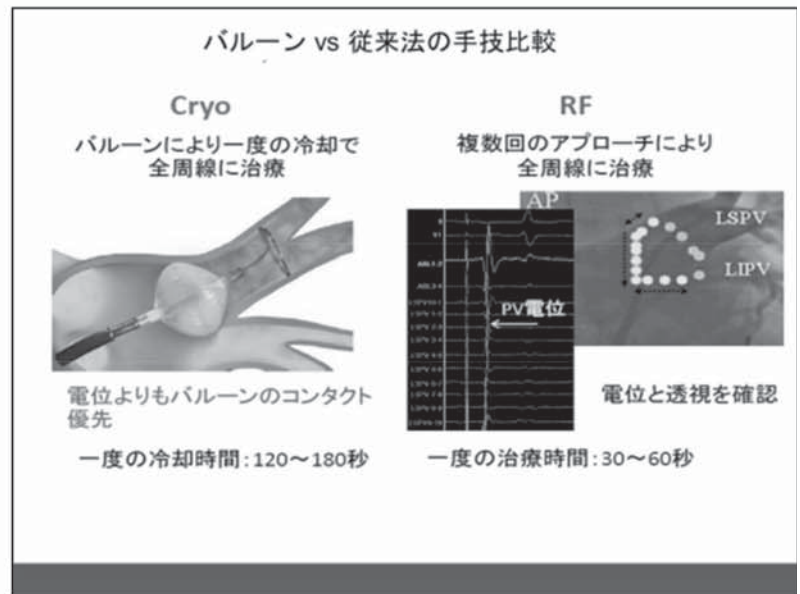 バルーン vs 従来法の手技比較
Cryo
バルーンにより一度の冷却で
全周線に治療
電位よりもバルーンのコンタクト
優先
一度の冷却時間：120～180秒
RF
複数回のアプローチにより
全周線に治療
AP
LSPV
LIPV
V1
PV電位
電位と透視を確認
一度の治療時間：30～60秒